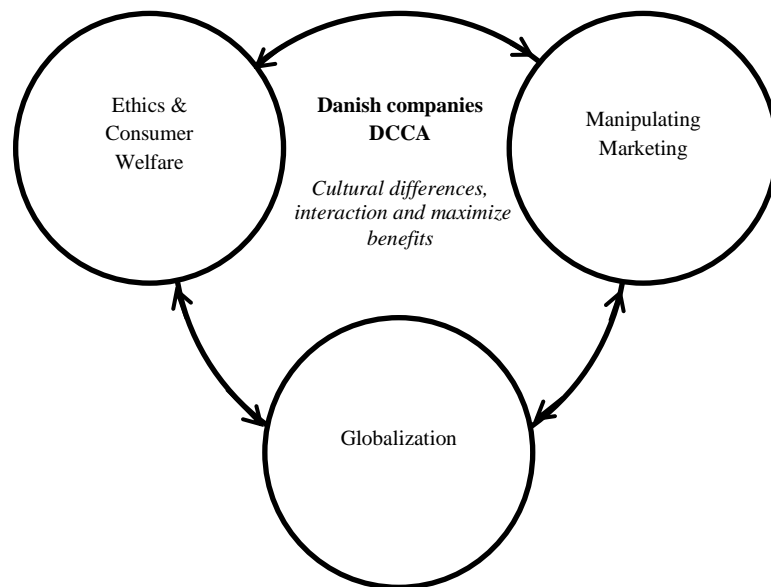 Ethics &
Consumer
Welfare
Danish companies
DCCA
Cultural differences,
interaction and maximize
benefits
Manipulating
Marketing
Globalization